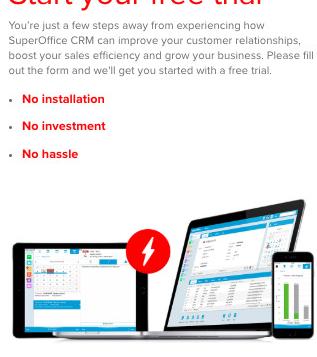 Start your free trial
You're just a few steps away from experiencing how
SuperOffice CRM can improve your customer relationships,
boost your sales efficiency and grow your business. Please fill
out the form and we'll get you started with a free trial.
• No installation
• No investment
• No hassle